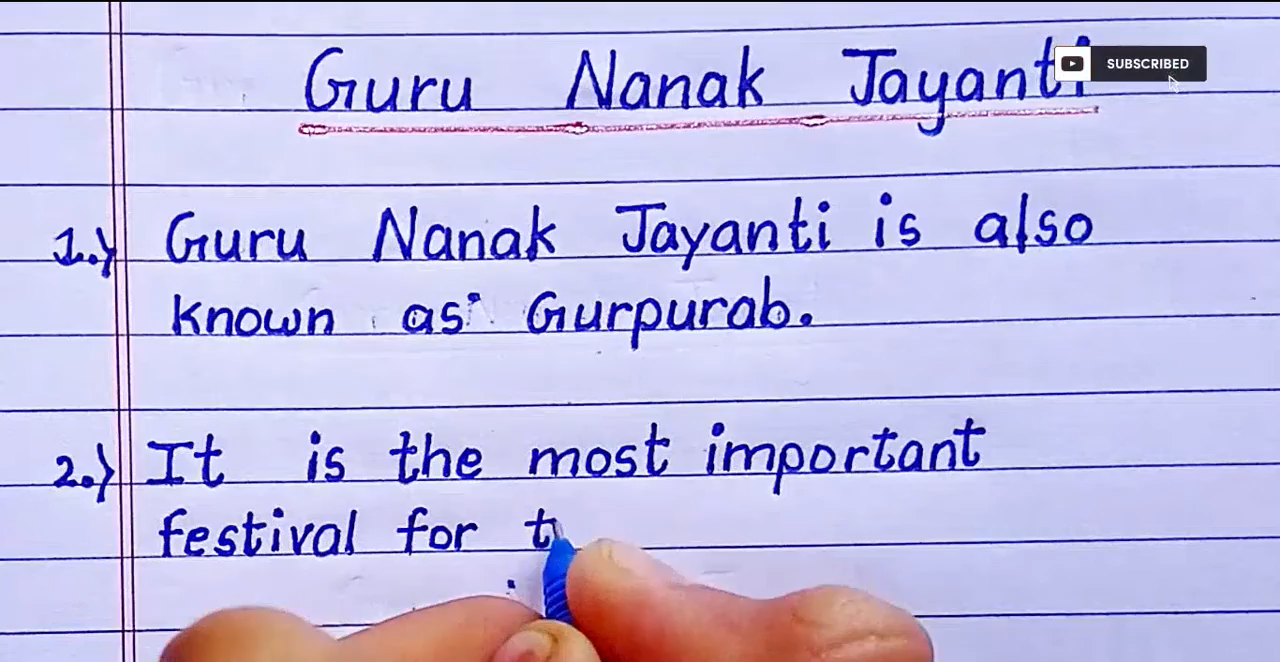 Guru Nanak Jayanti
SUBSCRIBED
1.) Guru Nanak Jayanti is also
known as Gurpurab.
2.) It is the most important
festival for t